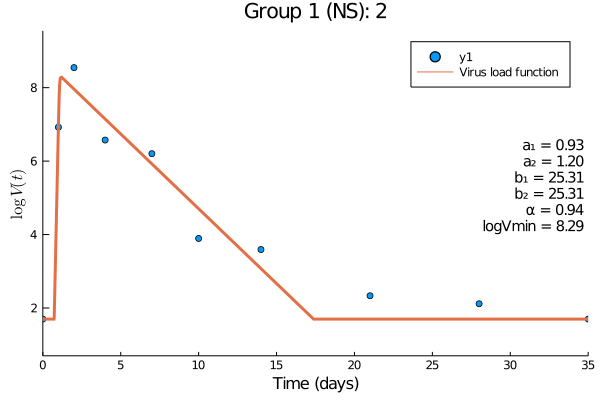 Group 1 (NS): 2
y1
Virus load function
a₁ = 0.93
a₂ = 1.20
b₁ = 25.31
b₂ = 25.31
α = 0.94
logVmin = 8.29
log V(t)
8
6
4
2
0 5 10 15 20 25 30 35
Time (days)